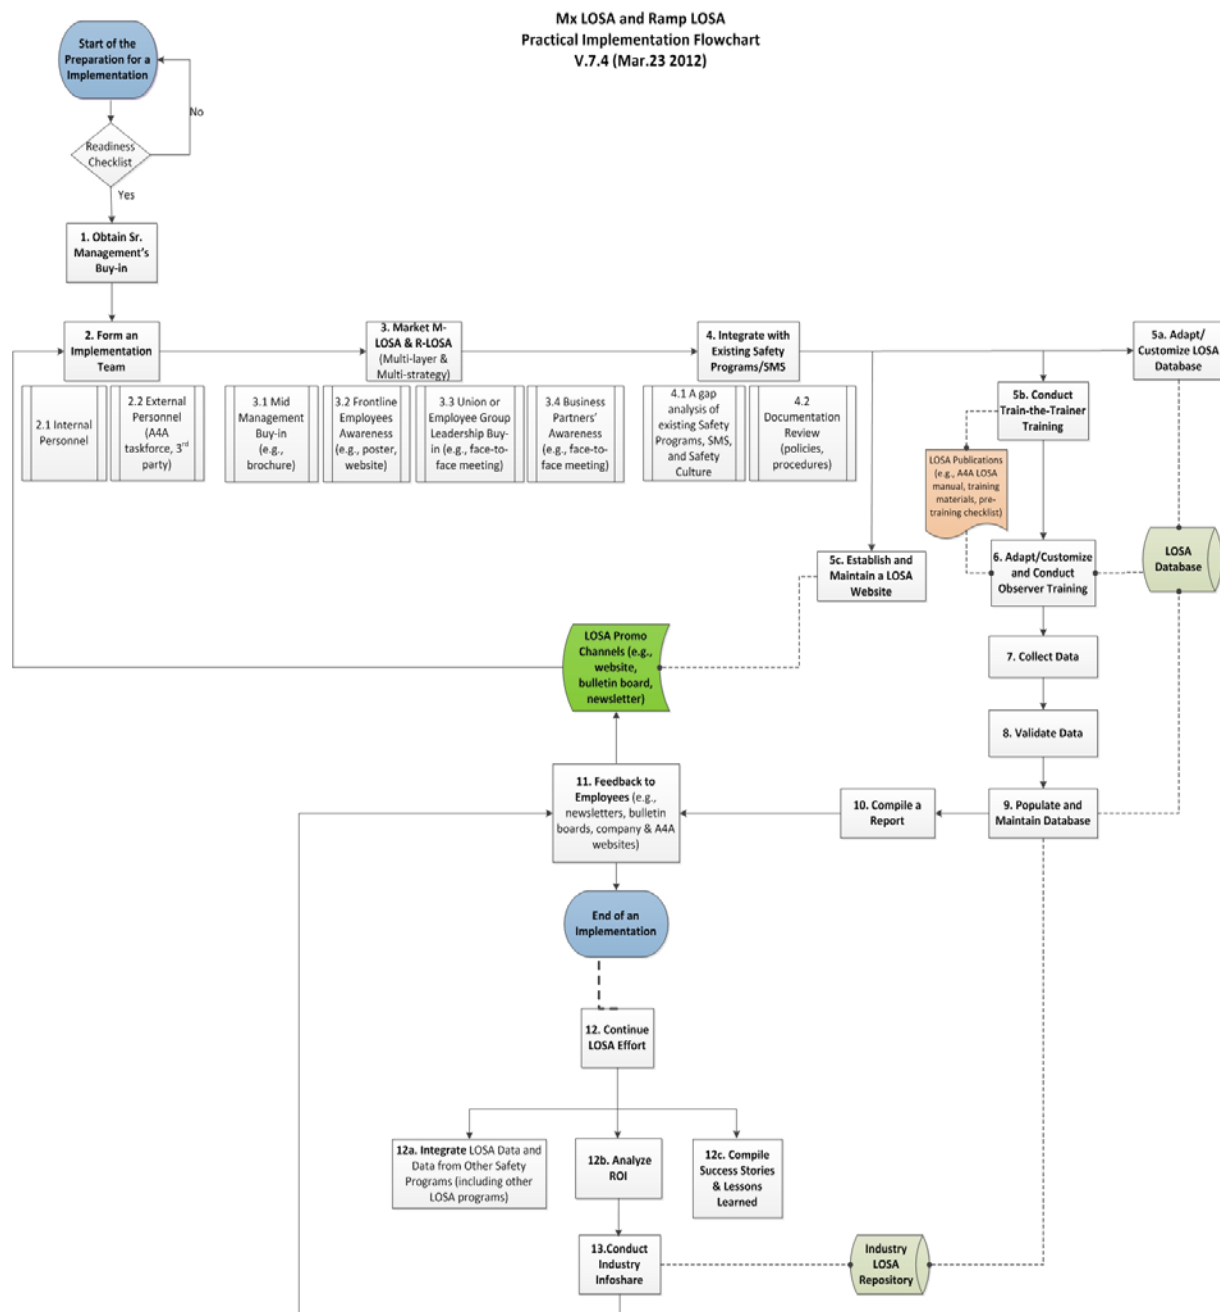 Mx LOSA and Ramp LOSA
Practical Implementation Flowchart
V.7.4 (Mar.23 2012)
Start of the
Preparation for a
Implementation
No
Readiness
Checklist
Yes
1. Obtain Sr.
Management's
Buy-in
2. Form an
Implementation
Team
3. Market M-
LOSA & R-LOSA
(Multi-layer &
Multi-strategy)
4. Integrate with
Existing Safety
Programs/SMS
5a. Adapt/
Customize LOSA
Database
2.1 Internal
Personnel
2.2 External
Personnel
(A4A
taskforce, 3rd
party)
3.1 Mid
Management
Buy-in
(e.g.,
brochure)
3.2 Frontline
Employees
Awareness
(e.g., poster,
website)
3.3 Union or
Employee Group
Leadership Buy-
in (e.g., face-to-
face meeting)
3.4 Business
Partners'
Awareness
(e.g., face-to-
face meeting)
4.1 A gap
analysis of
existing Safety
Programs, SMS,
and Safety
Culture
4.2
Documentation
Review
(policies,
procedures)
5b. Conduct
Train-the-Trainer
Training
LOSA Publications
(e.g., A4A LOSA
manual, training
materials, pre-
training checklist)
5c. Establish and
Maintain a LOSA
Website
6. Adapt/Customize
and Conduct
Observer Training
LOSA
Database
LOSA Promo
Channels (e.g.,
website,
bulletin board,
newsletter)
7. Collect Data
8. Validate Data
9. Populate and
Maintain Database
10. Compile a
Report
11. Feedback to
Employees (e.g.,
newsletters, bulletin
boards, company & A4A
websites)
End of an
Implementation
12. Continue
LOSA Effort
12a. Integrate LOSA Data and
Data from Other Safety
Programs (including other
LOSA programs)
12b. Analyze
ROI
12c. Compile
Success Stories
& Lessons
Learned
13.Conduct
Industry
Infoshare
Industry
LOSA
Repository